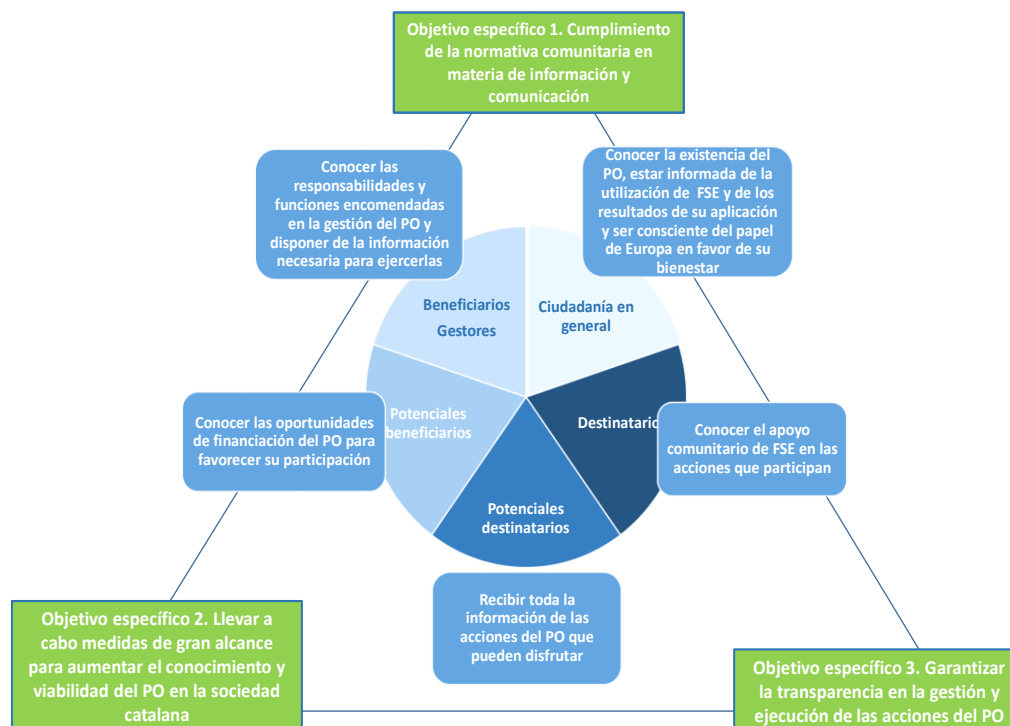 Objetivo específico 1. Cumplimiento
de la normativa comunitaria en
materia de información y
comunicación
Conocer las
responsabilidades y
funciones encomendadas
en la gestión del PO y
disponer de la información
necesaria para ejercerlas
Conocer la existencia del
PO, estar informada de la
utilización de FSE y de los
resultados de su aplicación
y ser consciente del papel
de Europa en favor de su
bienestar
Beneficiarios
Gestores
Ciudadanía en
general
Conocer las oportunidades
de financiación del PO para
favorecer su participación
Potenciales
beneficiarios
Destinatario
Conocer el apoyo
comunitario de FSE en las
acciones que participan
Potenciales
destinatarios
Recibir toda la
información de las
acciones del PO que
pueden disfrutar
Objetivo específico 2. Llevar a
cabo medidas de gran alcance
para aumentar el conocimiento y
viabilidad del PO en la sociedad
catalana
Objetivo específico 3. Garantizar
la transparencia en la gestión y
ejecución de las acciones del PO